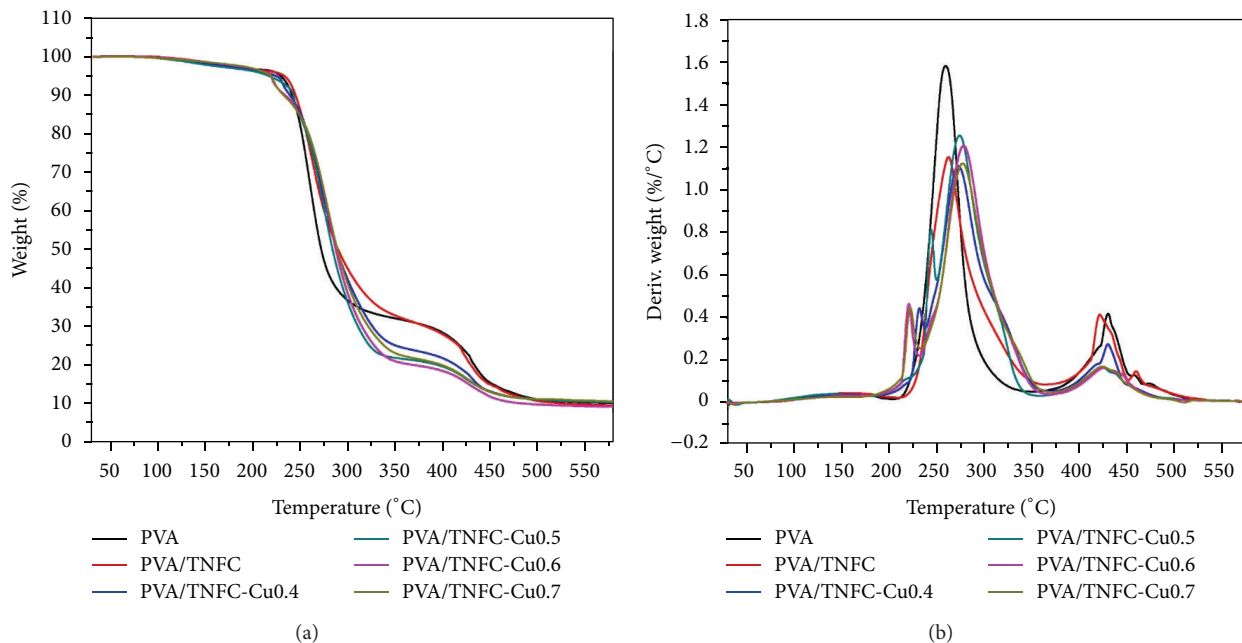 110
100
90
80
70
60
50
40
30
20
10
0
Weight (%)
50 100 150 200 250 300 350 400 450 500 550
Temperature (˚C)
PVA
PVA/TNFC
PVA/TNFC-Cu0.4
PVA/TNFC-Cu0.5
PVA/TNFC-Cu0.6
PVA/TNFC-Cu0.7
(a)
1.8
1.6
1.4
1.2
1.0
0.8
0.6
0.4
0.2
0
−0.2
Deriv. weight (%/˚C)
50 100 150 200 250 300 350 400 450 500 550
Temperature (˚C)
PVA
PVA/TNFC
PVA/TNFC-Cu0.4
PVA/TNFC-Cu0.5
PVA/TNFC-Cu0.6
PVA/TNFC-Cu0.7
(b)